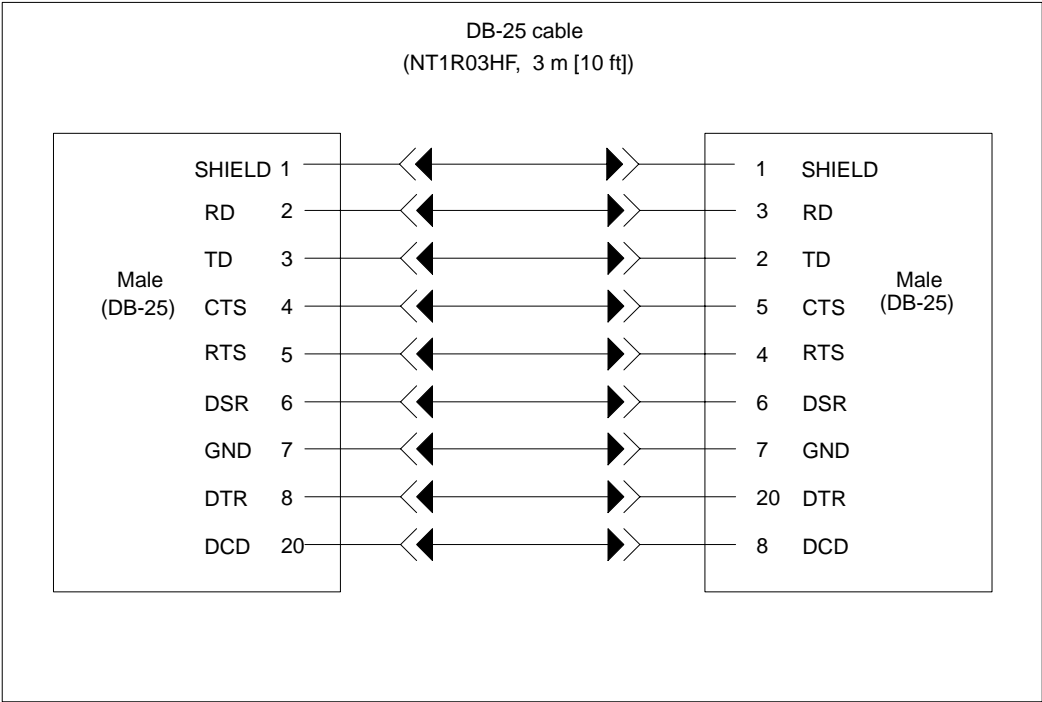 DB-25 cable
(NT1R03HF, 3 m [10 ft])
SHIELD 1
RD 2
TD 3
CTS 4
RTS 5
DSR 6
GND 7
DTR 8
DCD 20
Male
(DB-25)
1 SHIELD
3 RD
2 TD
5 CTS
4 RTS
6 DSR
7 GND
20 DTR
8 DCD
Male
(DB-25)